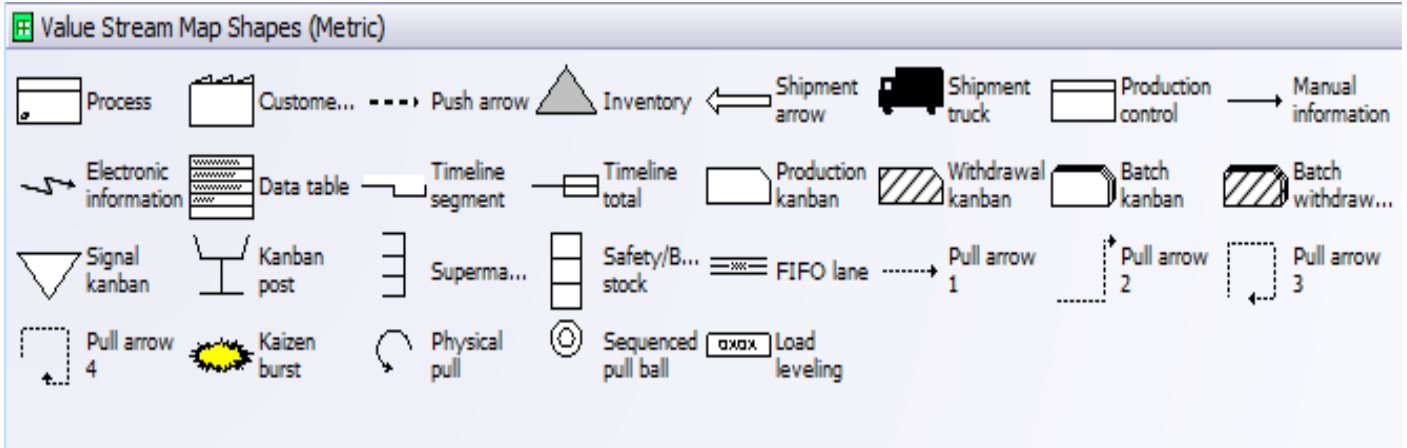 Value Stream Map Shapes (Metric)
Process
Custome...
Push arrow
Inventory
Shipment
arrow
Shipment
truck
Production
control
Manual
information
Electronic
information
Data table
Timeline
segment
Timeline
total
Production
kanban
Withdrawal
kanban
Batch
kanban
Batch
withdraw...
Signal
kanban
Kanban
post
Superma...
Safety/B...
stock
FIFO lane
Pull arrow
1
Pull arrow
2
Pull arrow
3
Pull arrow
4
Kaizen
burst
Physical
pull
Sequenced
pull ball
OXOX
Load
leveling